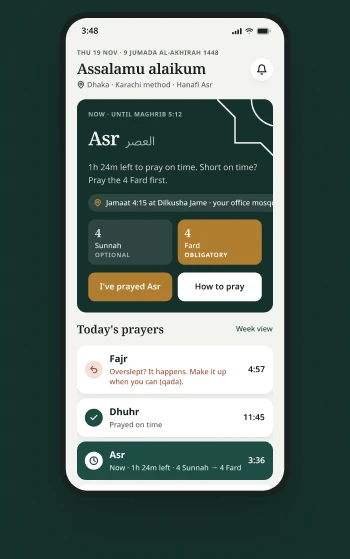 3:48
THU 19 NOV · 9 JUMADA AL-AKHIRAH 1448
Assalamu alaikum
Dhaka · Karachi method · Hanafi Asr
NOW · UNTIL MAGHRIB 5:12
Asr العصر
1h 24m left to pray on time. Short on time?
Pray the 4 Fard first.
Jamaat 4:15 at Dilkusha Jame · your office mosq
4
Sunnah
OPTIONAL
4
Fard
OBLIGATORY
I've prayed Asr
How to pray
Today's prayers
Week view
Fajr
Overslept? It happens. Make it up
when you can (qada).
4:57
Dhuhr
Prayed on time
11:45
Asr
Now · 1h 24m left · 4 Sunnah → 4 Fard
3:36